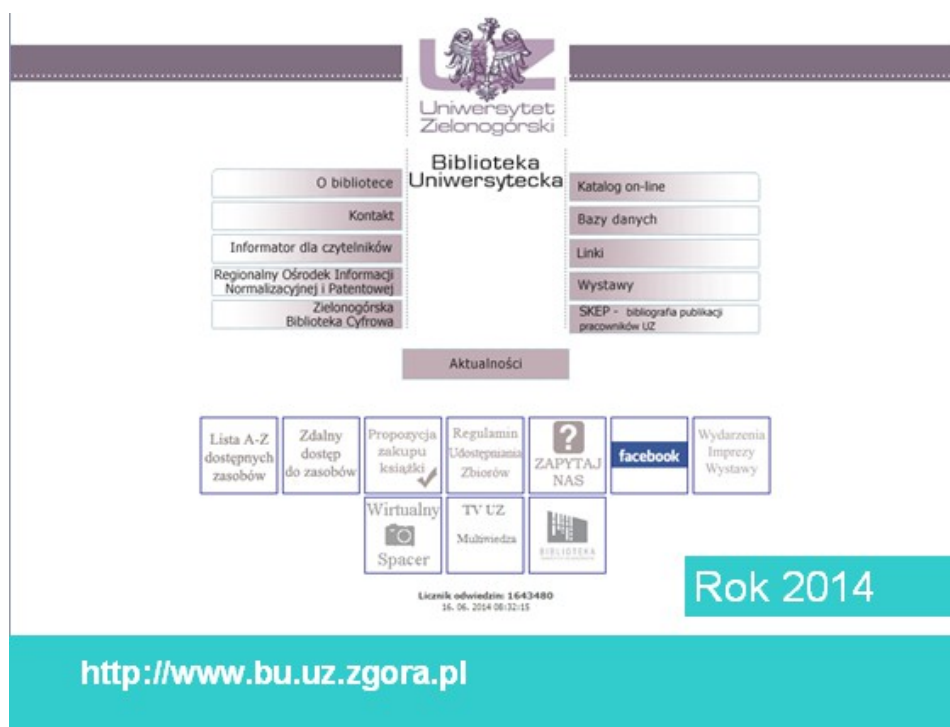 UZ
Uniwersytet
Zielonogórski
Biblioteka
Uniwersytecka
O bibliotece
Kontakt
Informator dla czytelników
Regionalny Ośrodek Informacji
Normalizacyjnej i Patentowej
Zielonogórska
Biblioteka Cyfrowa
Katalog on-line
Bazy danych
Linki
Wystawy
SKEP - bibliografia publikacji
pracowników UZ
Aktualności
Lista A-Z
dostępnych
zasobów
Zdalny
dostęp
do zasobów
Propozycja
zakupu
książki
Regulamin
Udostępniania
Zbiorów
?
ZAPYTAJ
NAS
facebook
Wydarzenia
Imprezy
Wystawy
Wirtualny
Spacer
TV UZ
Multiwiedza
BIBLIOTEKA
Licznik odwiedzin: 1643480
16. 06. 2014 08:32:15
Rok 2014
http://www.bu.uz.zgora.pl